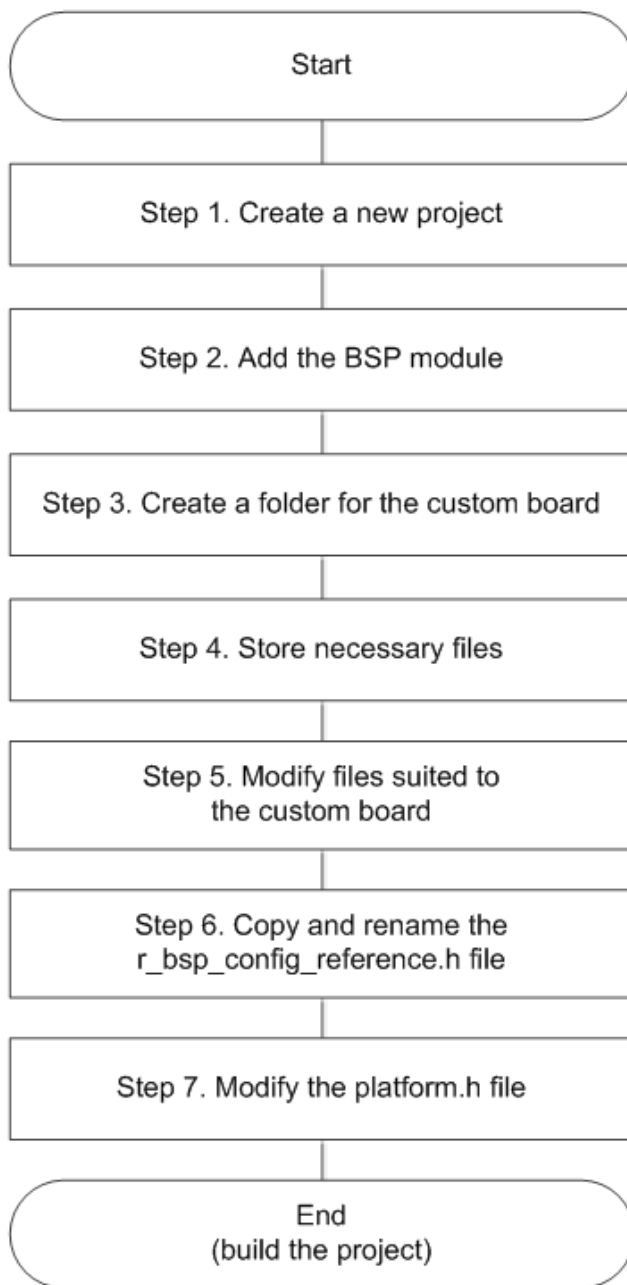 Start
Step 1. Create a new project
Step 2. Add the BSP module
Step 3. Create a folder for the custom board
Step 4. Store necessary files
Step 5. Modify files suited to
the custom board
Step 6. Copy and rename the
r_bsp_config_reference.h file
Step 7. Modify the platform.h file
End
(build the project)